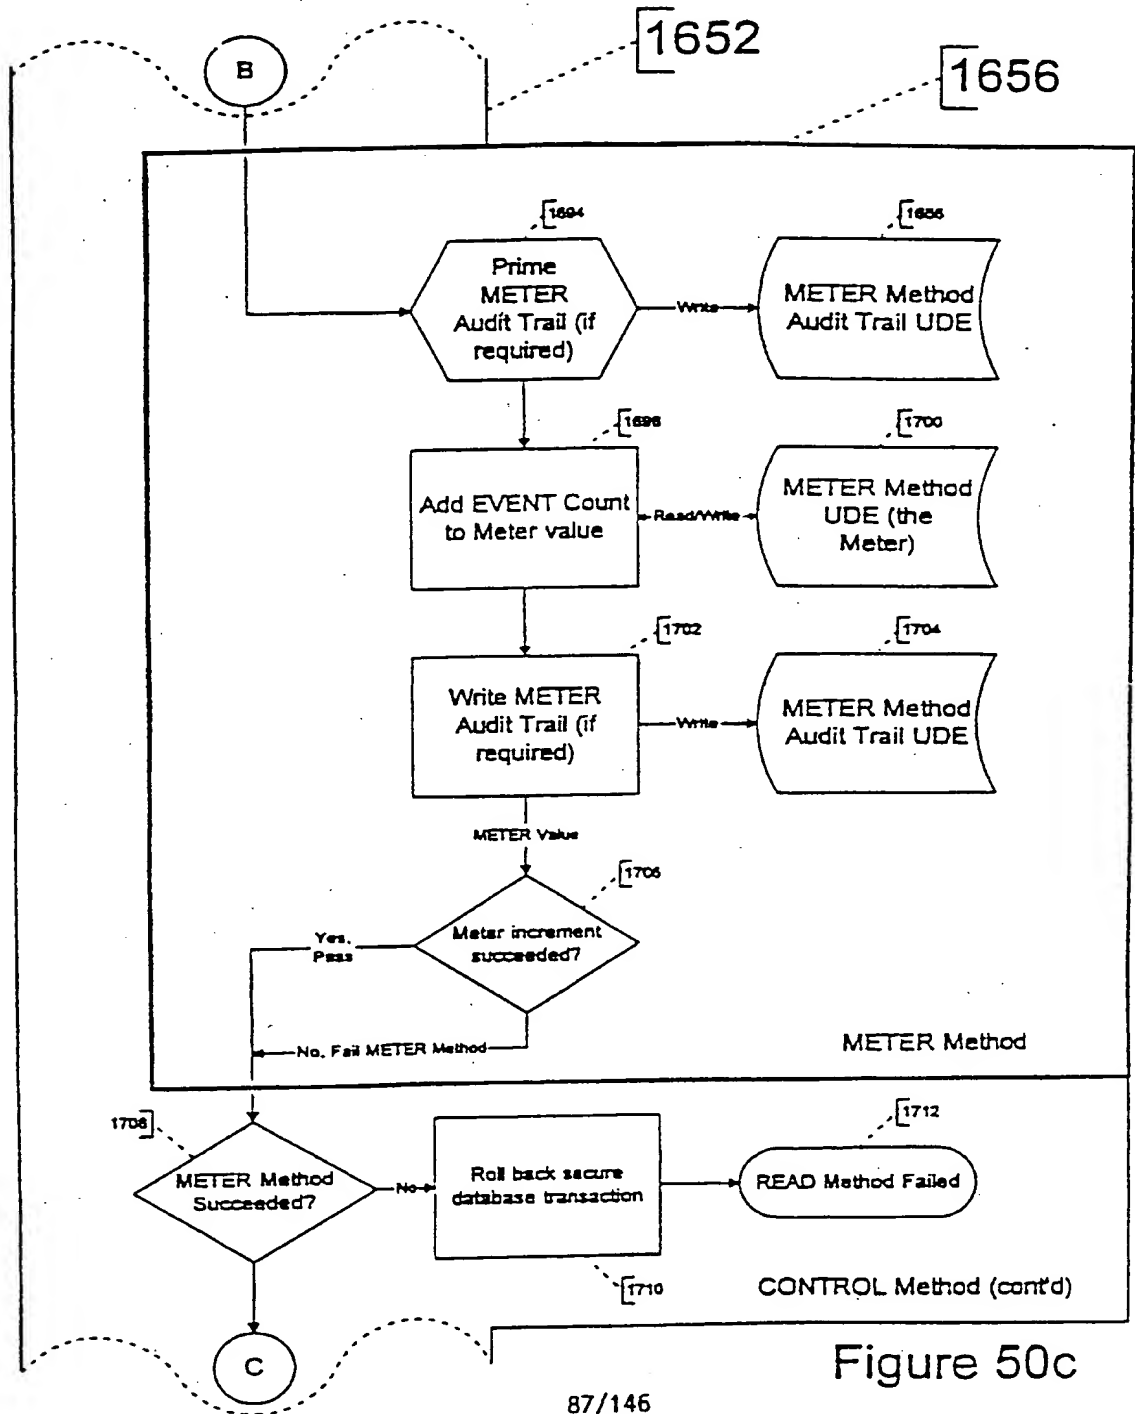 1652
1656
B
1694
Prime
METER
Audit Trail (if
required)
Write
METER Method
Audit Trail UDE
1698
Add EVENT Count
to Meter value
Read/Write
1700
METER Method
UDE (the
Meter)
1702
Write METER
Audit Trail (if
required)
Write
1704
METER Method
Audit Trail UDE
METER Value
1706
Meter increment
succeeded?
Yes,
Pass
No, Fail METER Method
METER Method
1708
METER Method
Succeeded?
No
Roll back secure
database transaction
1710
1712
READ Method Failed
CONTROL Method (cont'd)
C
Figure 50c
87/146